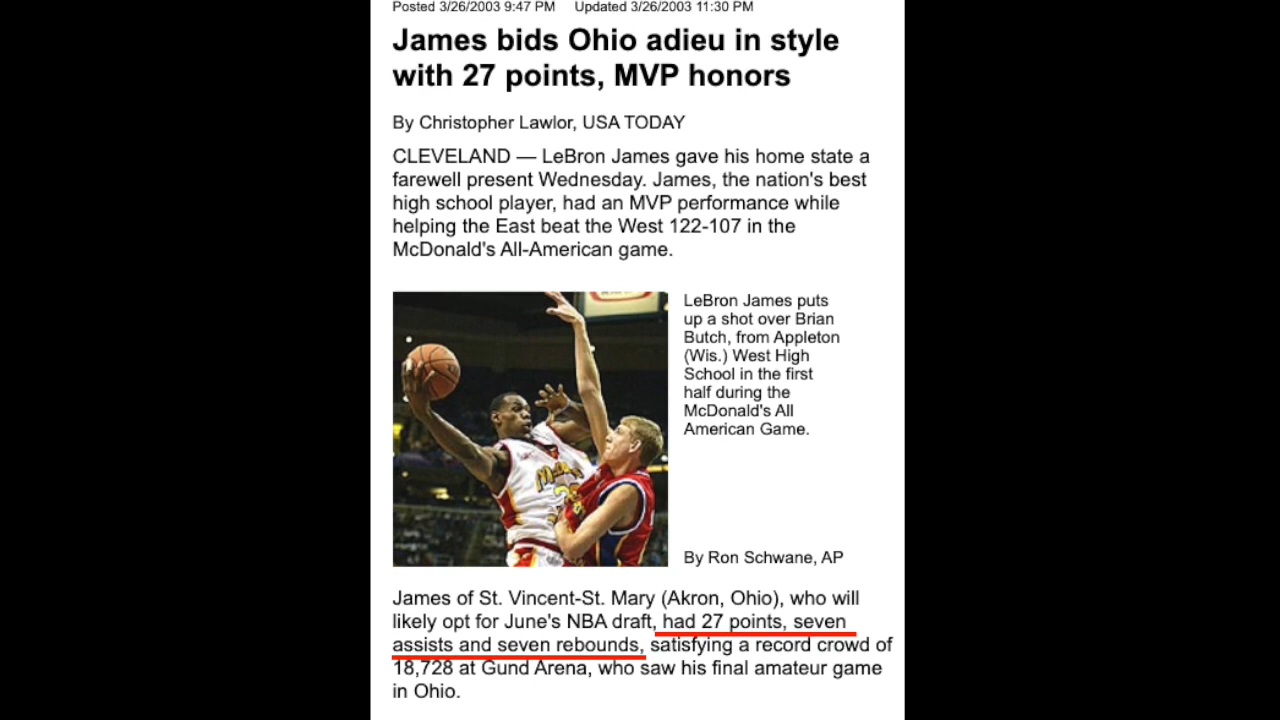 Posted 3/26/2003 9:47 PM Updated 3/26/2003 11:30 PM
James bids Ohio adieu in style
with 27 points, MVP honors
By Christopher Lawlor, USA TODAY
CLEVELAND — LeBron James gave his home state a
farewell present Wednesday. James, the nation's best
high school player, had an MVP performance while
helping the East beat the West 122-107 in the
McDonald's All-American game.
LeBron James puts
up a shot over Brian
Butch, from Appleton
(Wis.) West High
School in the first
half during the
McDonald's All
American Game.
By Ron Schwane, AP
James of St. Vincent-St. Mary (Akron, Ohio), who will
likely opt for June's NBA draft, had 27 points, seven
assists and seven rebounds, satisfying a record crowd of
18,728 at Gund Arena, who saw his final amateur game
in Ohio.